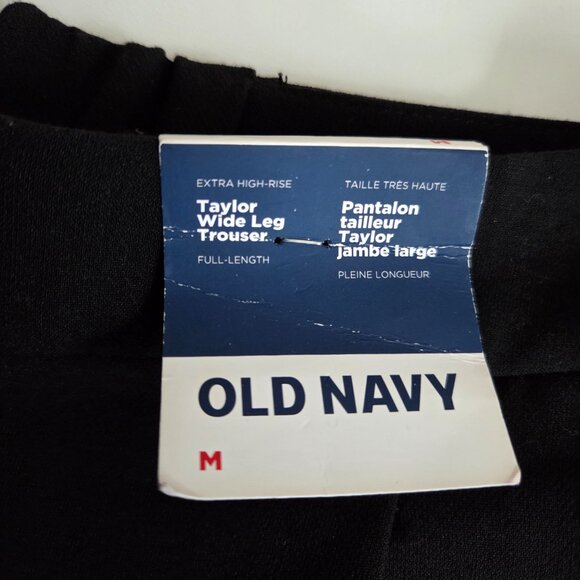 EXTRA HIGH-RISE
Taylor
Wide Leg
Trouser
FULL-LENGTH
TAILLE TRÈS HAUTE
Pantalon
tailleur
Taylor
jambe large
PLEINE LONGUEUR
OLD NAVY
M